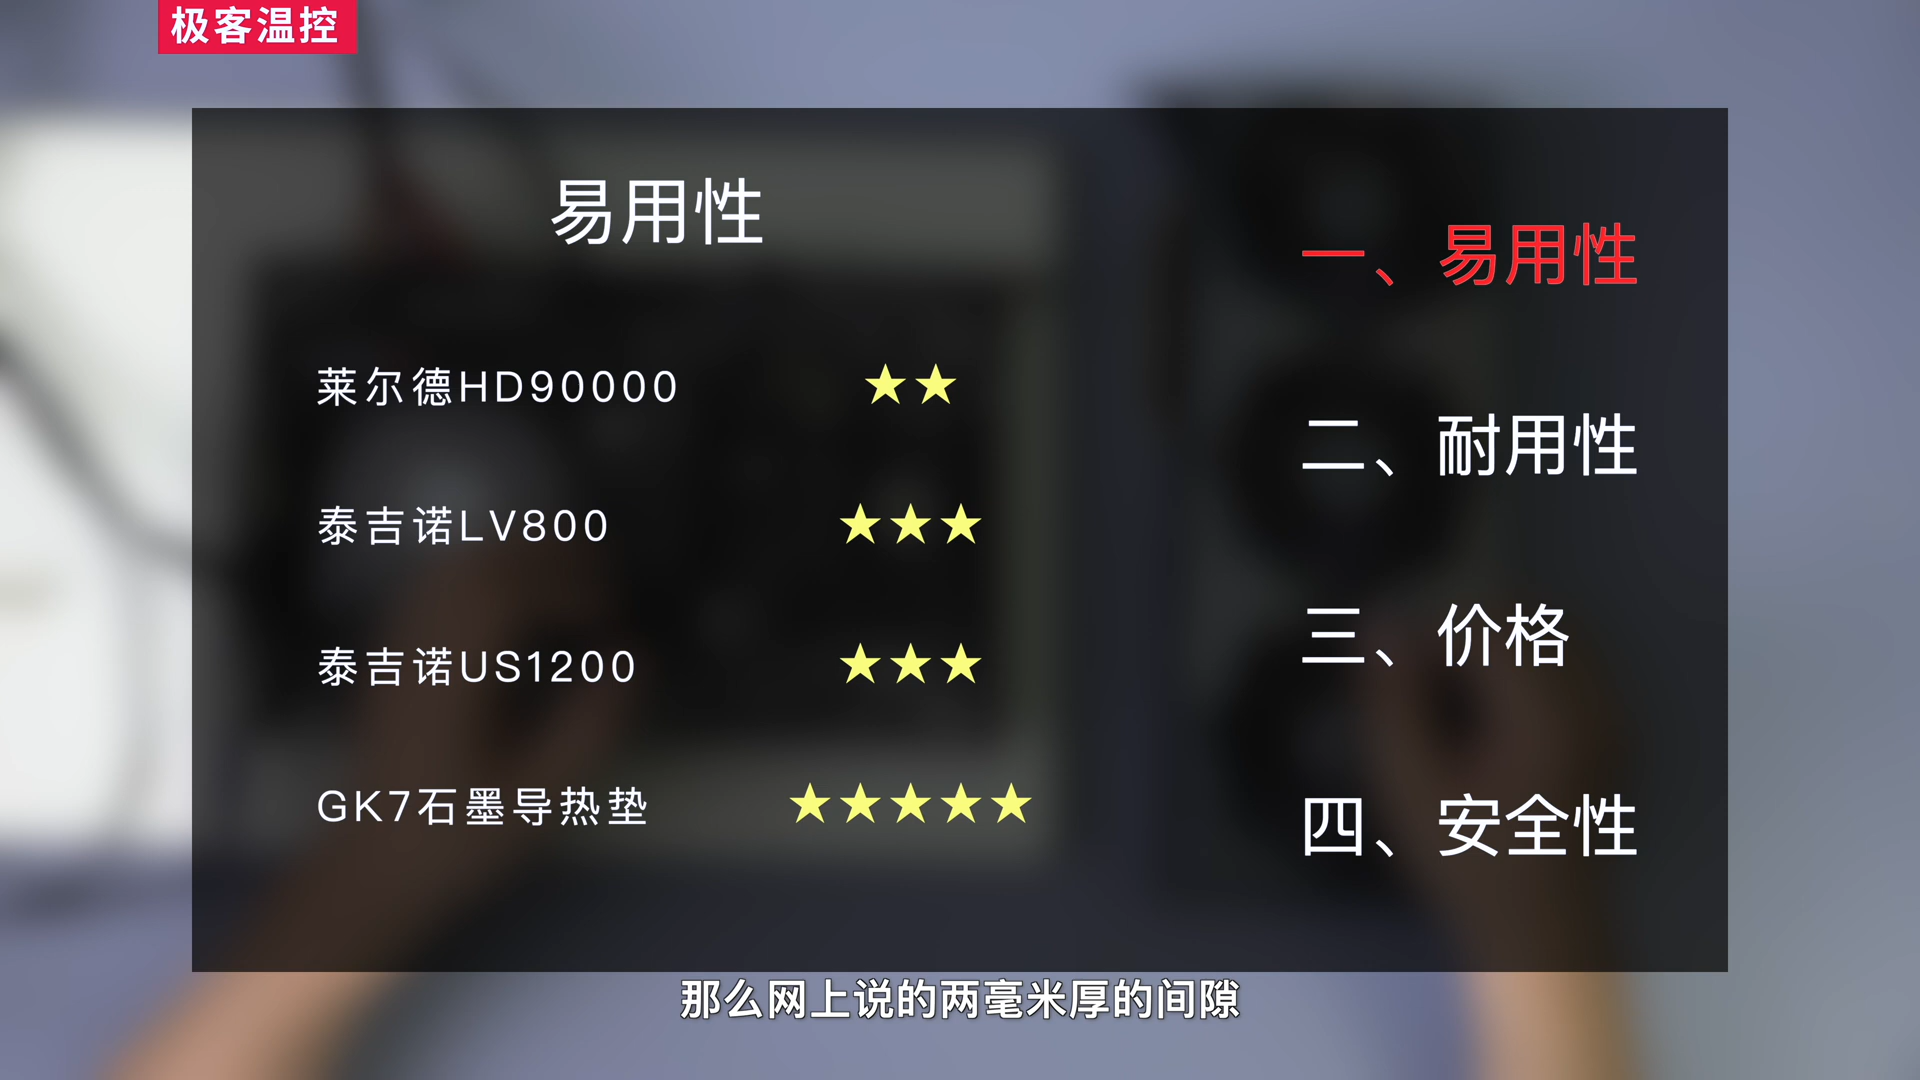 极客温控
易用性
莱尔德HD90000 ★★
泰吉诺LV800 ★★★
泰吉诺US1200 ★★★
GK7石墨导热垫 ★★★★★
一、易用性
二、耐用性
三、价格
四、安全性
那么网上说的两毫米厚的间隙